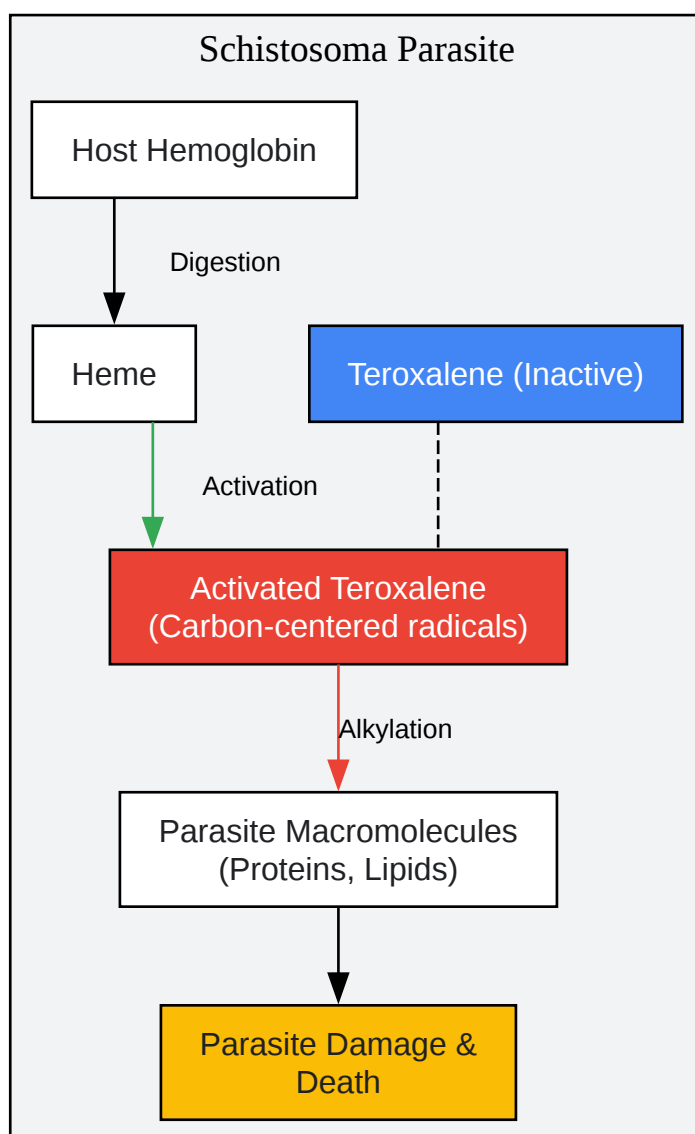 Schistosoma Parasite
Host Hemoglobin
Digestion
Heme
Teroxalene (Inactive)
Activation
Activated Teroxalene
(Carbon-centered radicals)
Alkylation
Parasite Macromolecules
(Proteins, Lipids)
Parasite Damage &
Death